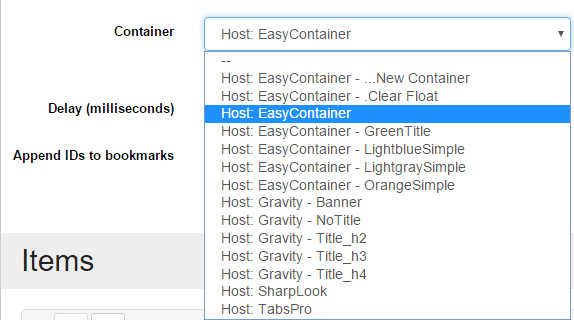 Container
Host: EasyContainer
--
Host: EasyContainer - ...New Container
Host: EasyContainer - .Clear Float
Delay (milliseconds)
Host: EasyContainer
Host: EasyContainer - GreenTitle
Append IDs to bookmarks
Host: EasyContainer - LightblueSimple
Host: EasyContainer - LightgraySimple
Host: EasyContainer - OrangeSimple
Host: Gravity - Banner
Host: Gravity - NoTitle
Host: Gravity - Title_h2
Items
Host: Gravity - Title_h3
Host: Gravity - Title_h4
Host: SharpLook
Host: TabsPro